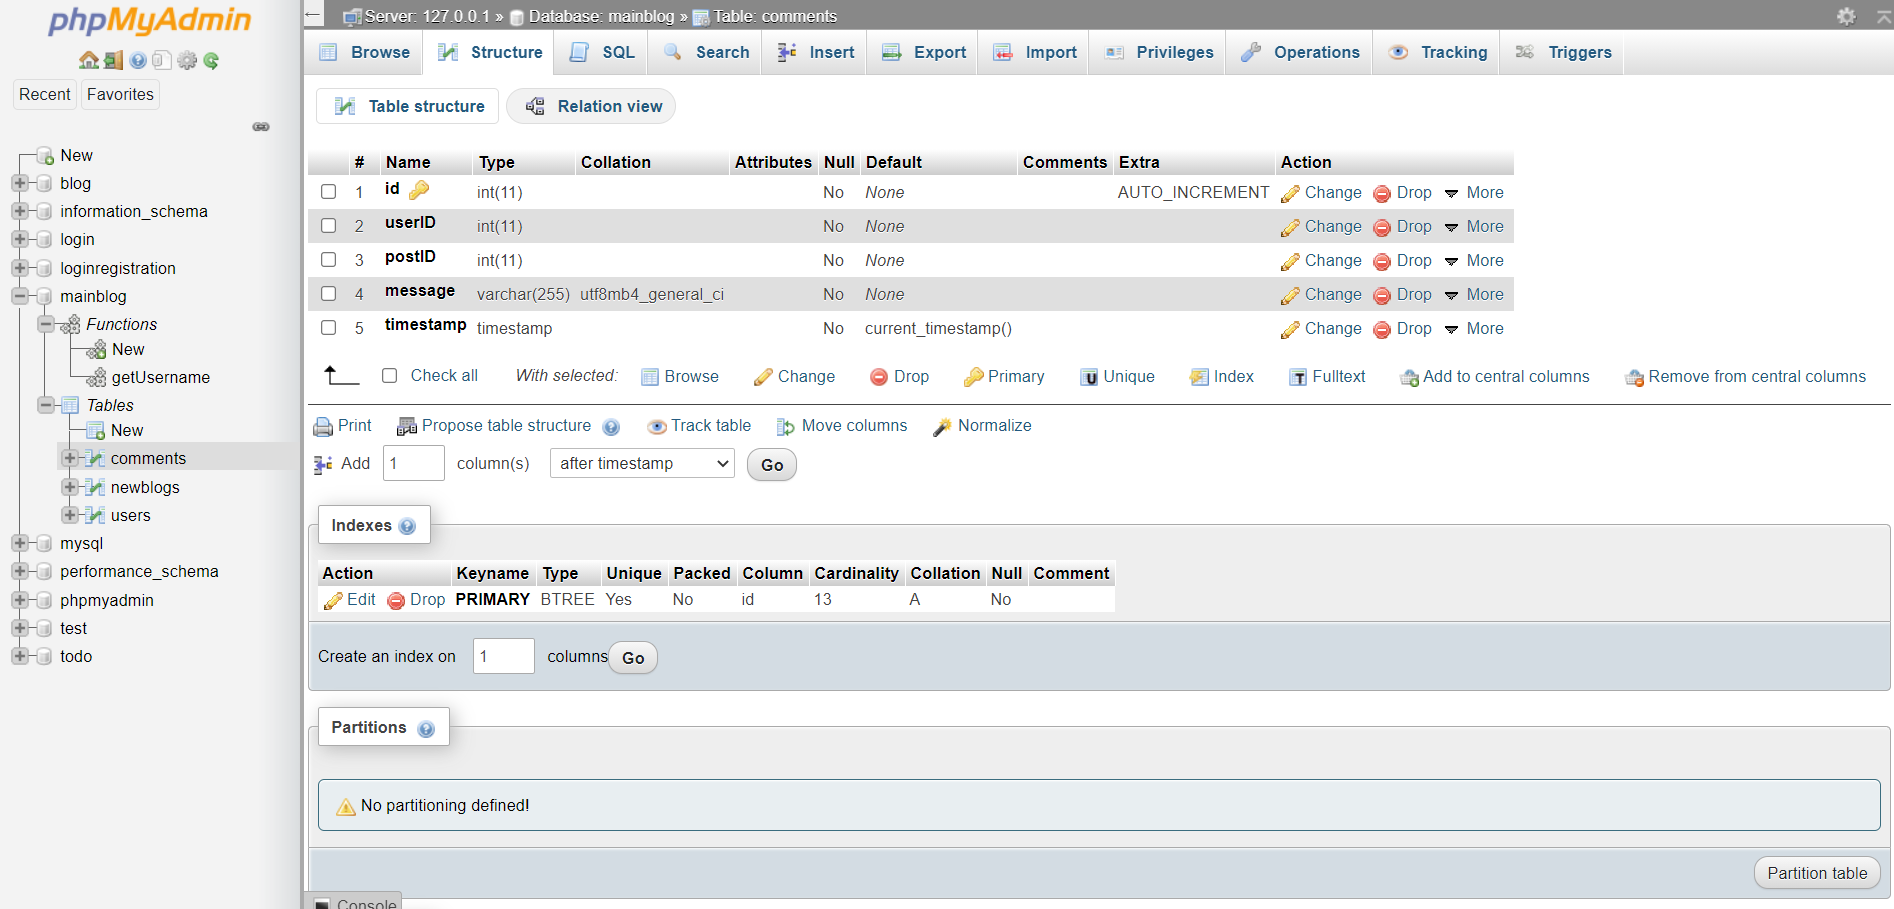 phpMyAdmin
Recent Favorites
New
blog
information_schema
login
loginregistration
mainblog
Functions
New
getUsername
Tables
New
comments
newblogs
users
mysql
performance_schema
phpmyadmin
test
todo
Server: 127.0.0.1 » Database: mainblog » Table: comments
Browse Structure SQL Search Insert Export Import Privileges Operations Tracking Triggers
Table structure Relation view
# Name Type Collation Attributes Null Default Comments Extra Action
1 id int(11) No None AUTO_INCREMENT Change Drop More
2 userID int(11) No None Change Drop More
3 postID int(11) No None Change Drop More
4 message varchar(255) utf8mb4_general_ci No None Change Drop More
5 timestamp timestamp No current_timestamp() Change Drop More
Check all With selected: Browse Change Drop Primary Unique Index Fulltext Add to central columns Remove from central columns
Print Propose table structure Track table Move columns Normalize
Add 1 column(s) after timestamp Go
Indexes
Action Keyname Type Unique Packed Column Cardinality Collation Null Comment
Edit Drop PRIMARY BTREE Yes No id 13 A No
Create an index on 1 columns Go
Partitions
No partitioning defined!
Partition table
Console